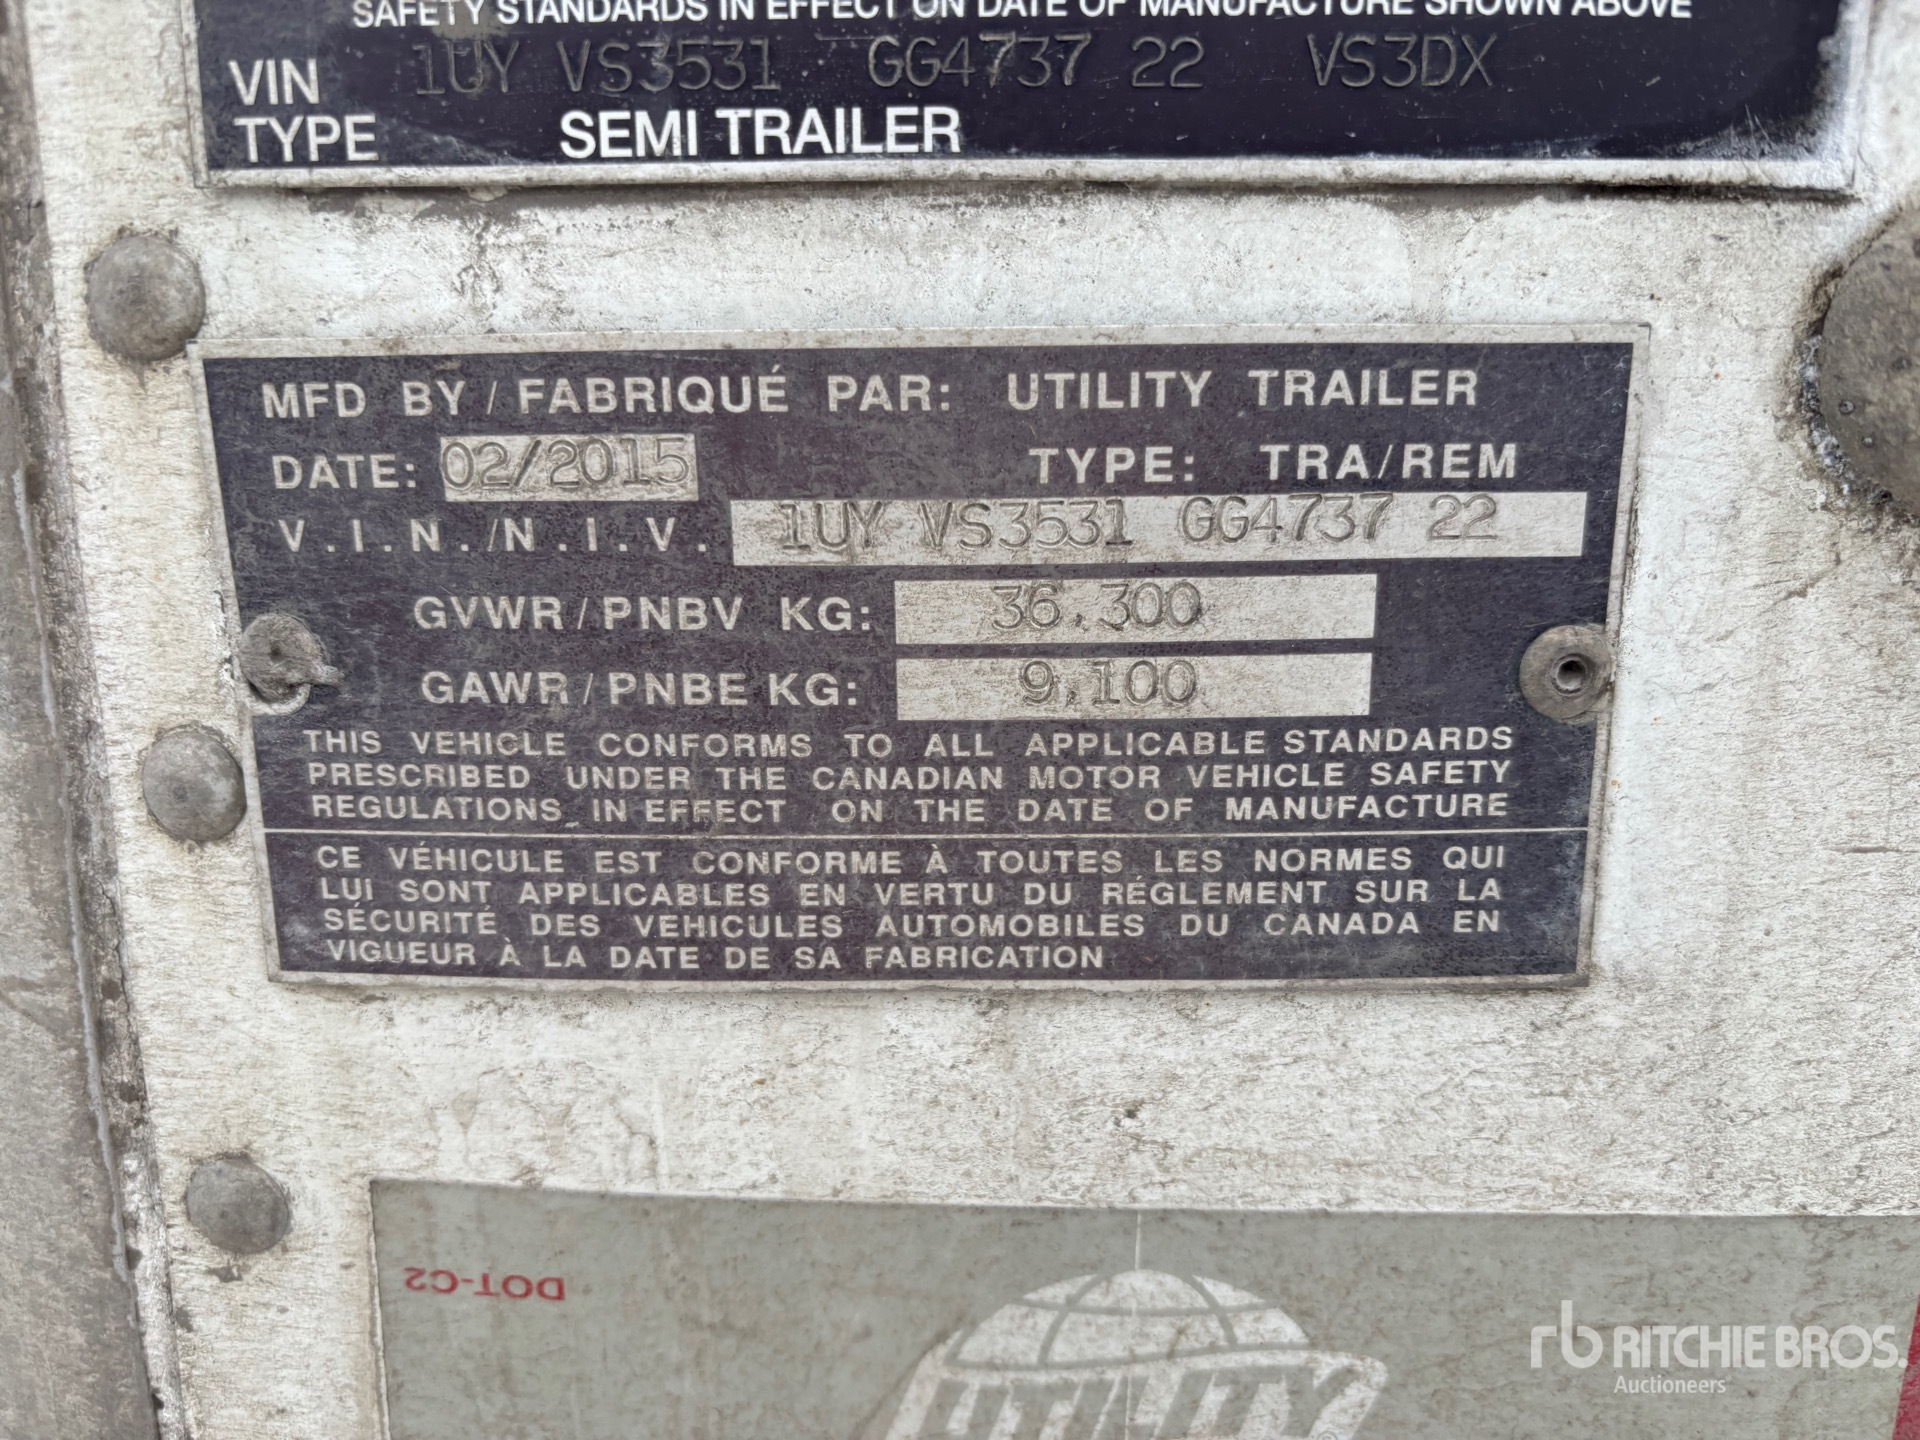 SAFETY STANDARDS IN EFFECT ON DATE OF MANUFACTURE SHOWN ABOVE
VIN 1UY VS3531 GG4737 22 VS3DX
TYPE SEMI TRAILER
MFD BY / FABRIQUÉ PAR: UTILITY TRAILER
DATE: 02/2015 TYPE: TRA/REM
V.I.N./N.I.V. 1UY VS3531 GG4737 22
GVWR/PNBV KG: 36,300
GAWR/PNBE KG: 9,100
THIS VEHICLE CONFORMS TO ALL APPLICABLE STANDARDS
PRESCRIBED UNDER THE CANADIAN MOTOR VEHICLE SAFETY
REGULATIONS IN EFFECT ON THE DATE OF MANUFACTURE
CE VÉHICULE EST CONFORME À TOUTES LES NORMES QUI
LUI SONT APPLICABLES EN VERTU DU RÉGLEMENT SUR LA
SÉCURITÉ DES VEHICULES AUTOMOBILES DU CANADA EN
VIGUEUR À LA DATE DE SA FABRICATION
DOT-C2
UTILITY
rb RITCHIE BROS.
Auctioneers